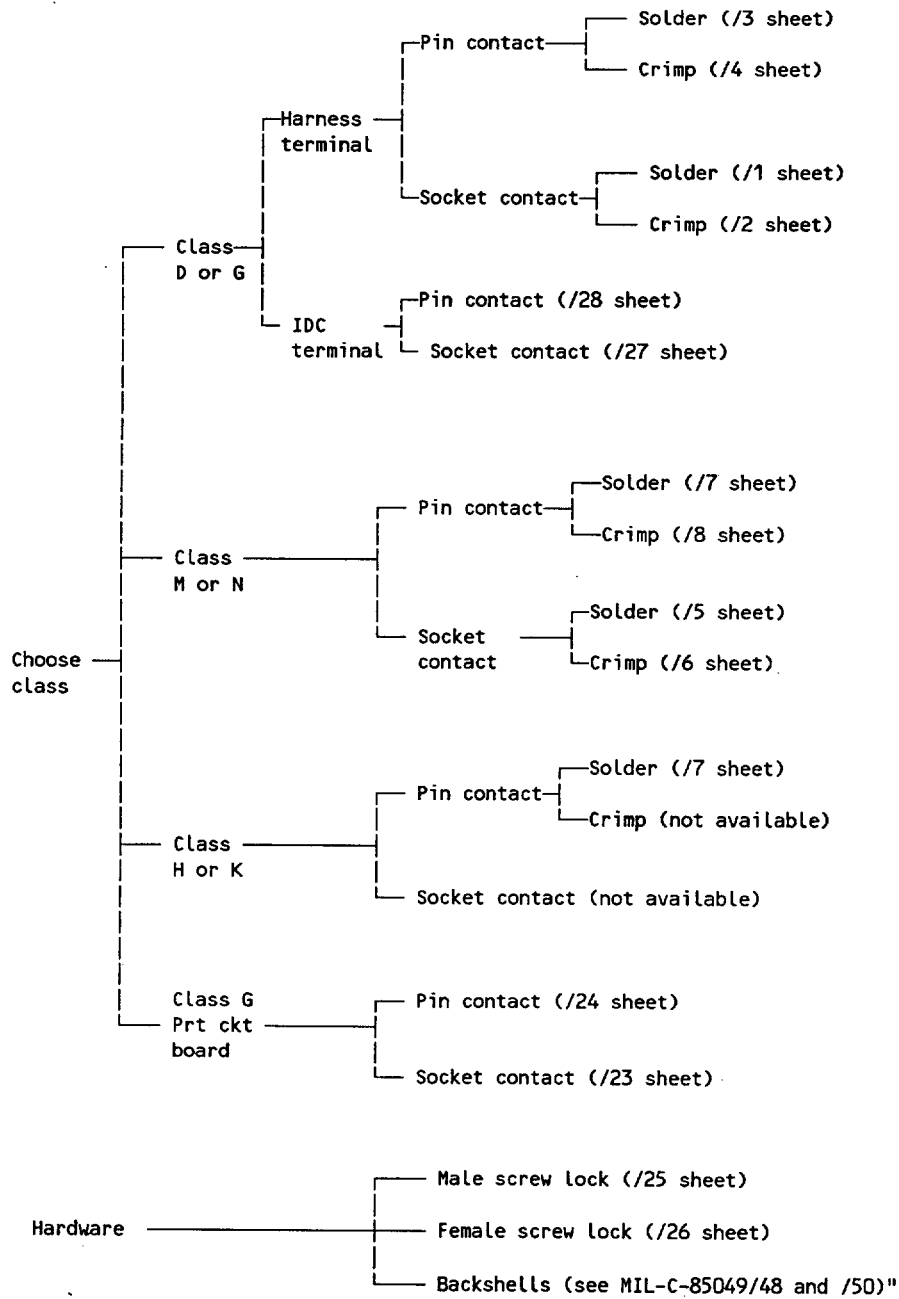 Solder (/3 sheet)
Pin contact
Crimp (/4 sheet)
Harness
terminal
Solder (/1 sheet)
Socket contact
Crimp (/2 sheet)
Class
D or G
Pin contact (/28 sheet)
IDC
terminal
Socket contact (/27 sheet)
Solder (/7 sheet)
Pin contact
Crimp (/8 sheet)
Class
M or N
Solder (/5 sheet)
Socket
contact
Crimp (/6 sheet)
Choose
class
Solder (/7 sheet)
Pin contact
Crimp (not available)
Class
H or K
Socket contact (not available)
Class G
Prt ckt
board
Pin contact (/24 sheet)
Socket contact (/23 sheet)
Male screw lock (/25 sheet)
Hardware
Female screw lock (/26 sheet)
Backshells (see MIL-C-85049/48 and /50)"